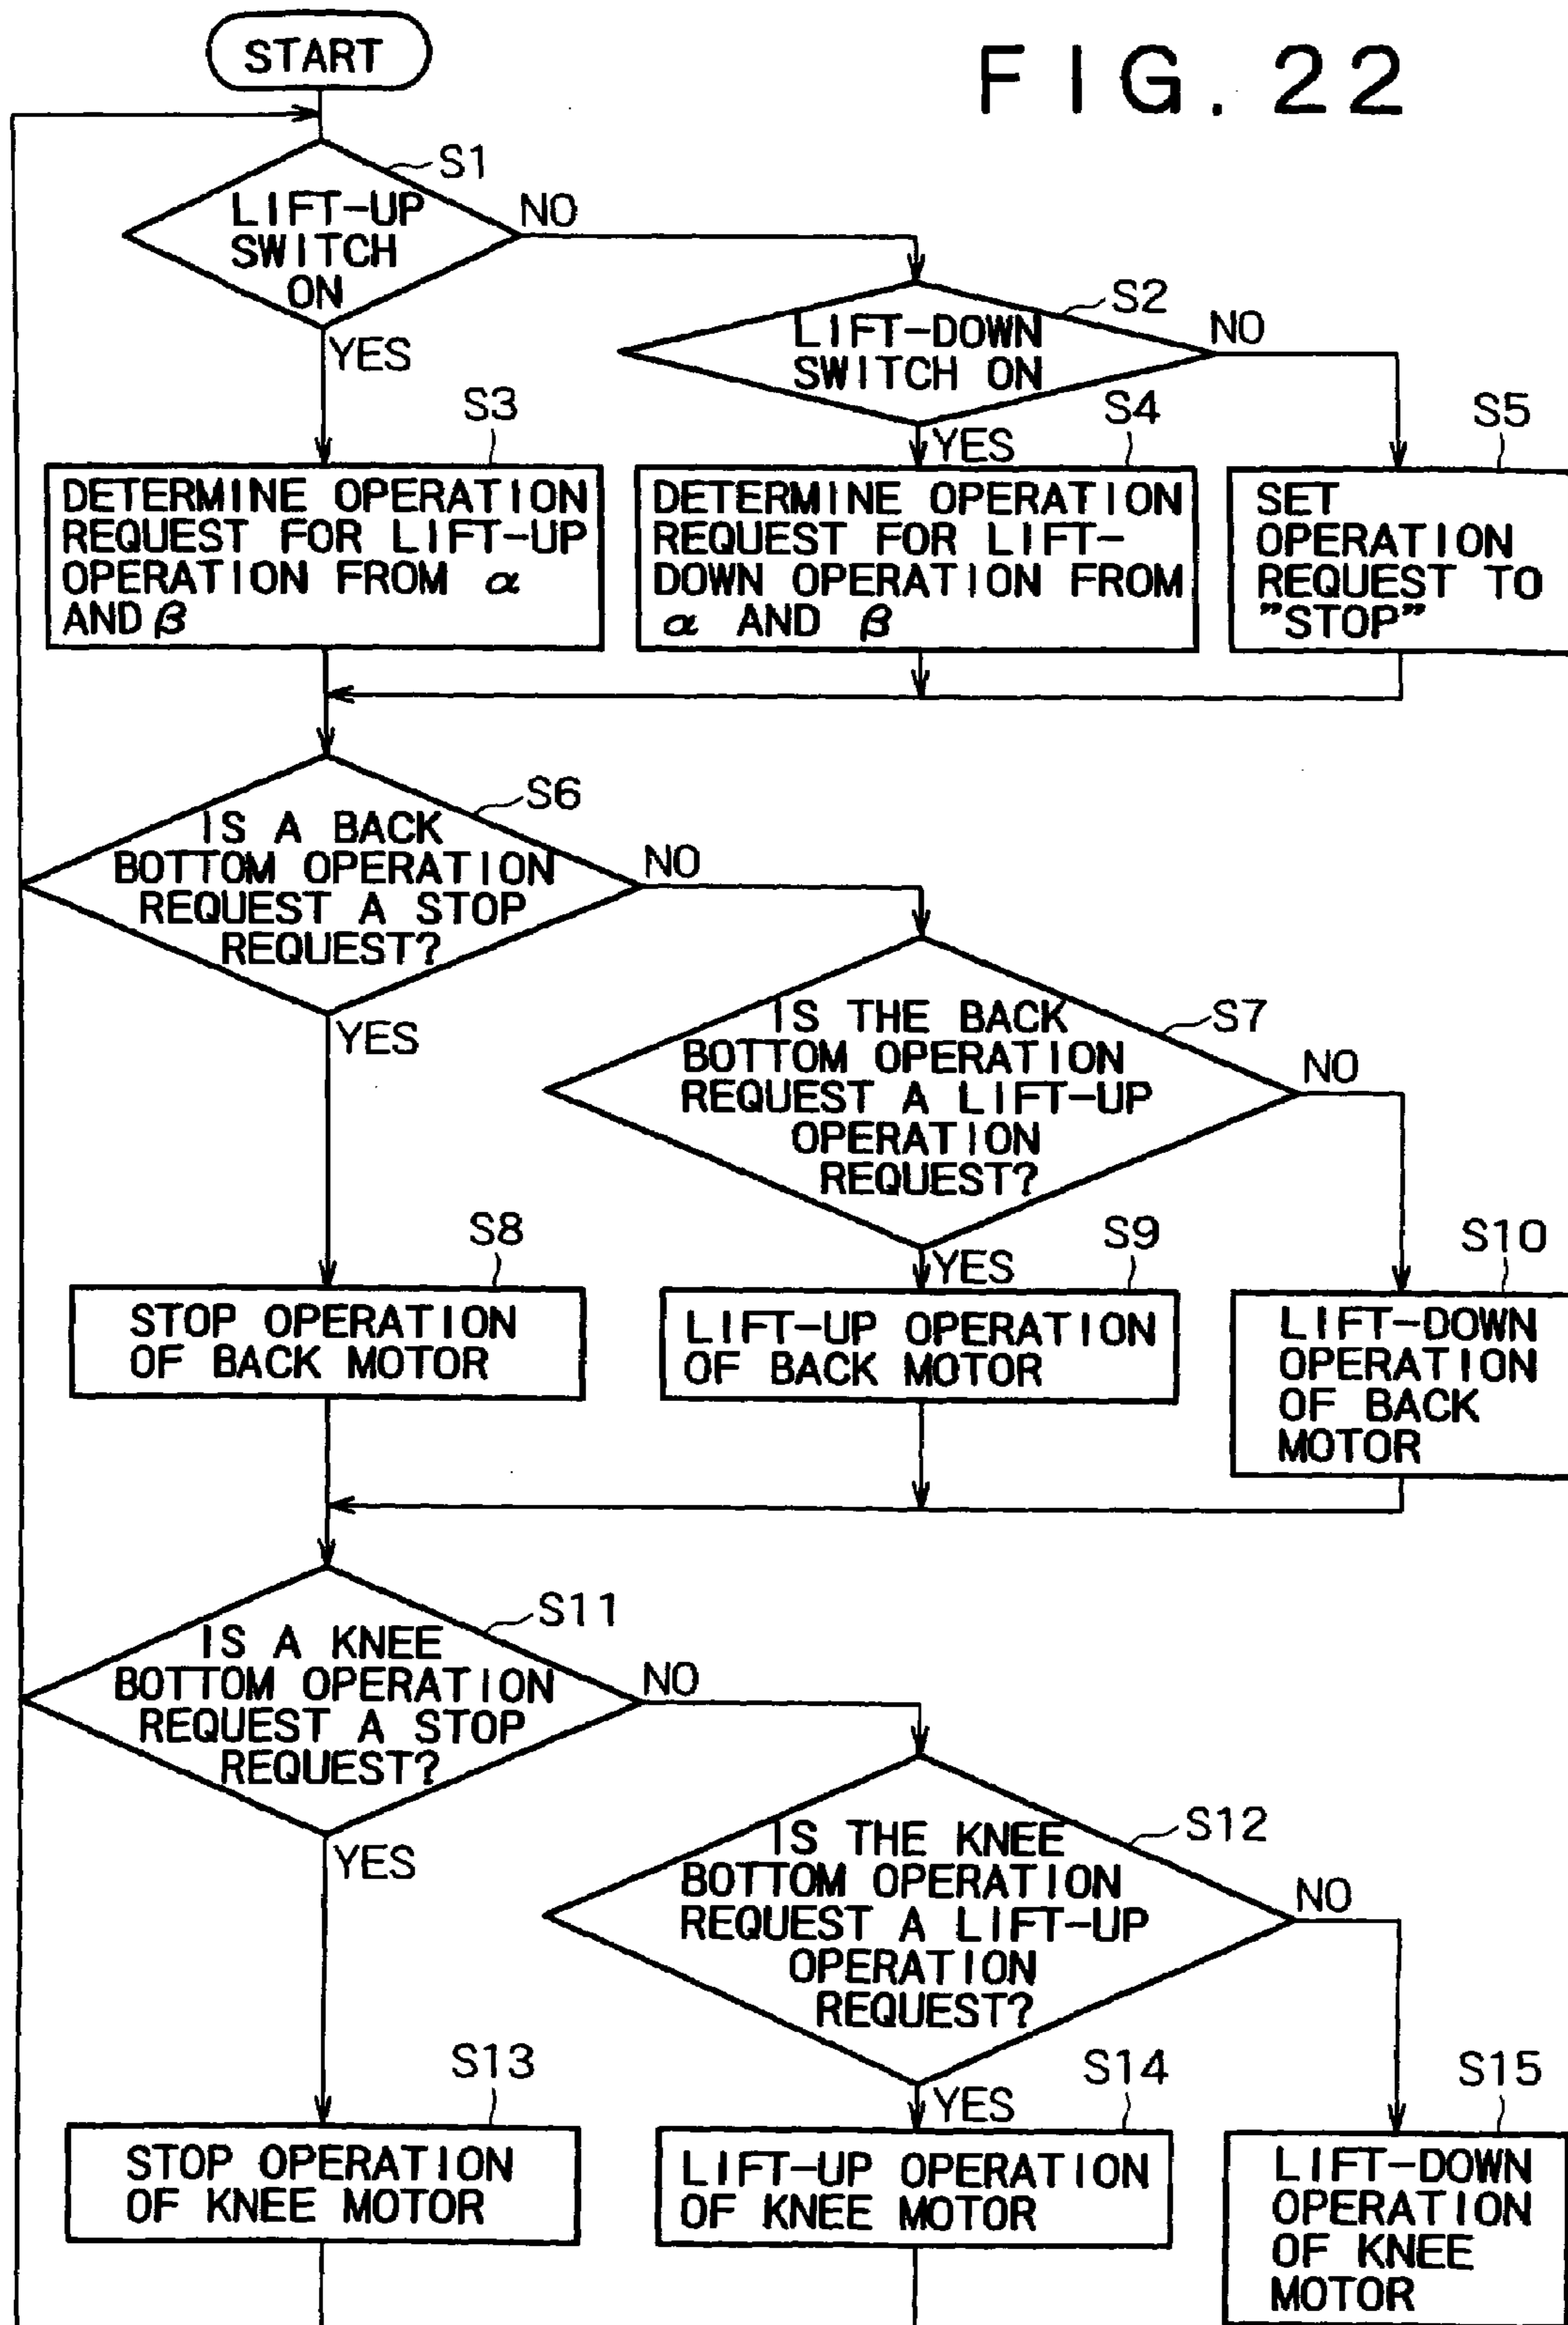 START
FIG. 22
S1
LIFT-UP
SWITCH
ON
NO
YES
S2
LIFT-DOWN
SWITCH ON
NO
YES
S3
DETERMINE OPERATION
REQUEST FOR LIFT-UP
OPERATION FROM α
AND β
S4
DETERMINE OPERATION
REQUEST FOR LIFT-
DOWN OPERATION FROM
α AND β
S5
SET
OPERATION
REQUEST TO
"STOP"
S6
IS A BACK
BOTTOM OPERATION
REQUEST A STOP
REQUEST?
NO
YES
S7
IS THE BACK
BOTTOM OPERATION
REQUEST A LIFT-UP
OPERATION
REQUEST?
NO
YES
S8
STOP OPERATION
OF BACK MOTOR
S9
LIFT-UP OPERATION
OF BACK MOTOR
S10
LIFT-DOWN
OPERATION
OF BACK
MOTOR
S11
IS A KNEE
BOTTOM OPERATION
REQUEST A STOP
REQUEST?
NO
YES
S12
IS THE KNEE
BOTTOM OPERATION
REQUEST A LIFT-UP
OPERATION
REQUEST?
NO
YES
S13
STOP OPERATION
OF KNEE MOTOR
S14
LIFT-UP OPERATION
OF KNEE MOTOR
S15
LIFT-DOWN
OPERATION
OF KNEE
MOTOR